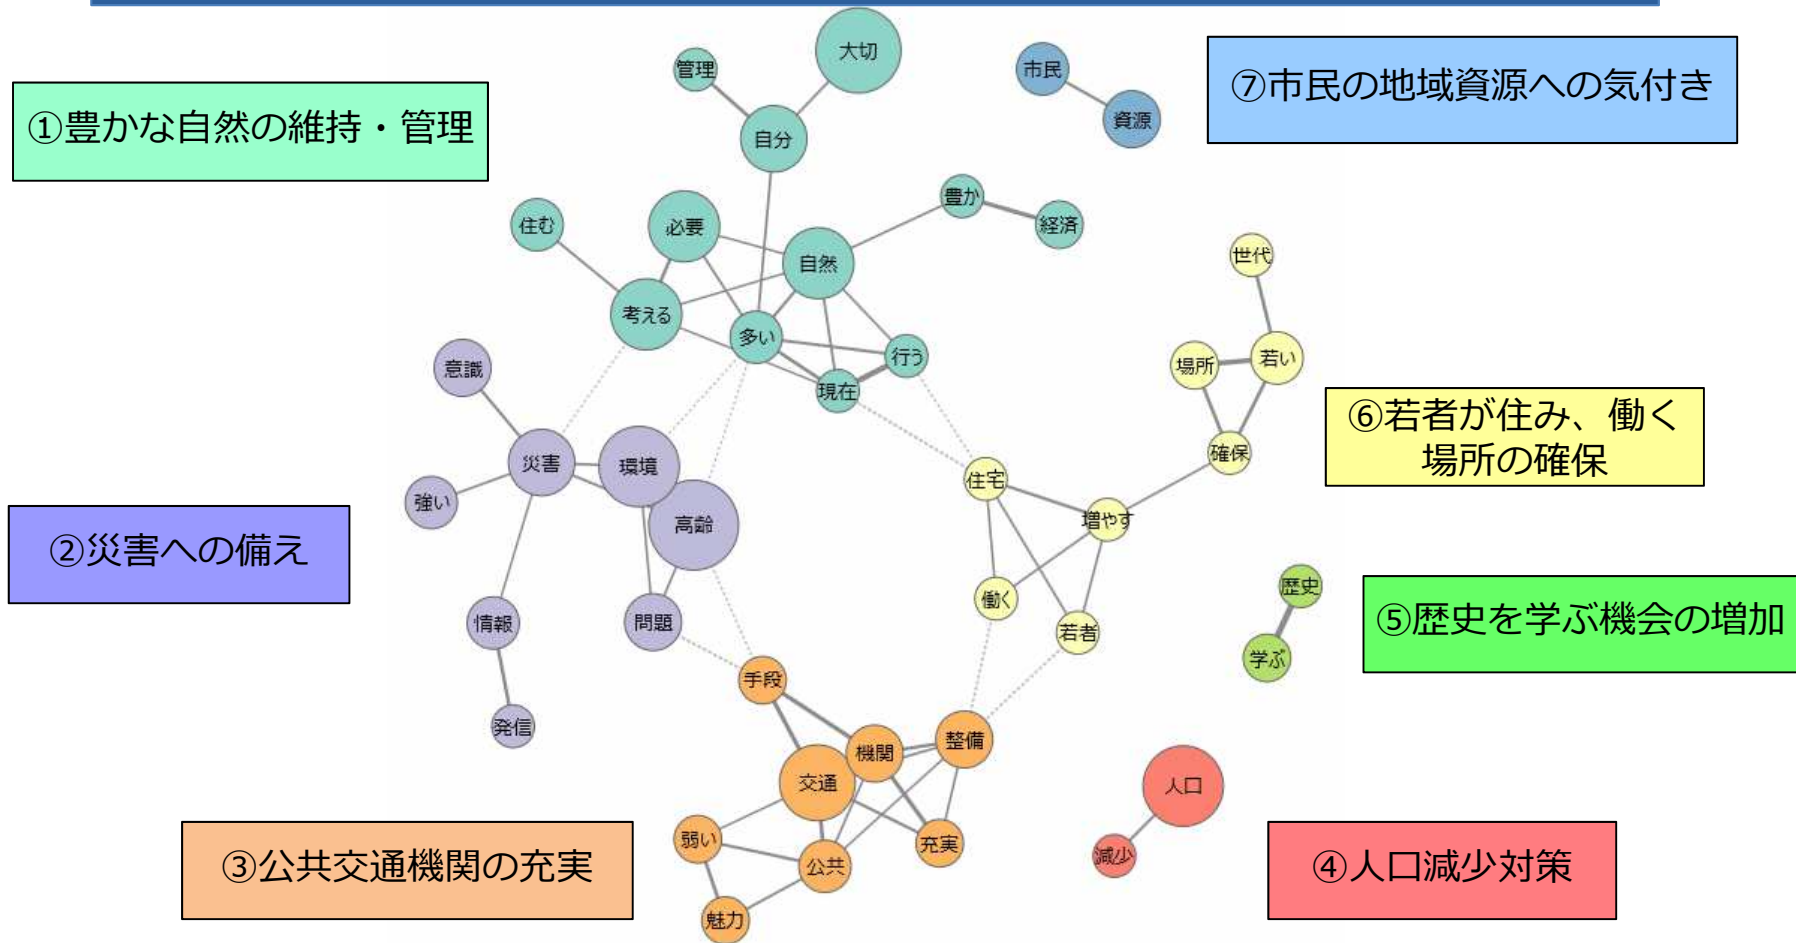 大切
管理
市民
⑦市民の地域資源への気付き
①豊かな自然の維持・管理
自分
資源
豊か
経済
住む
必要
自然
世代
考える
多い
行う
場所
若い
意識
現在
⑥若者が住み、働く
場所の確保
災害
環境
確保
強い
高齢
住宅
増やす
②災害への備え
情報
問題
働く
若者
歴史
⑤歴史を学ぶ機会の増加
学ぶ
手段
発信
機関
整備
交通
人口
弱い
公共
充実
減少
③公共交通機関の充実
④人口減少対策
魅力